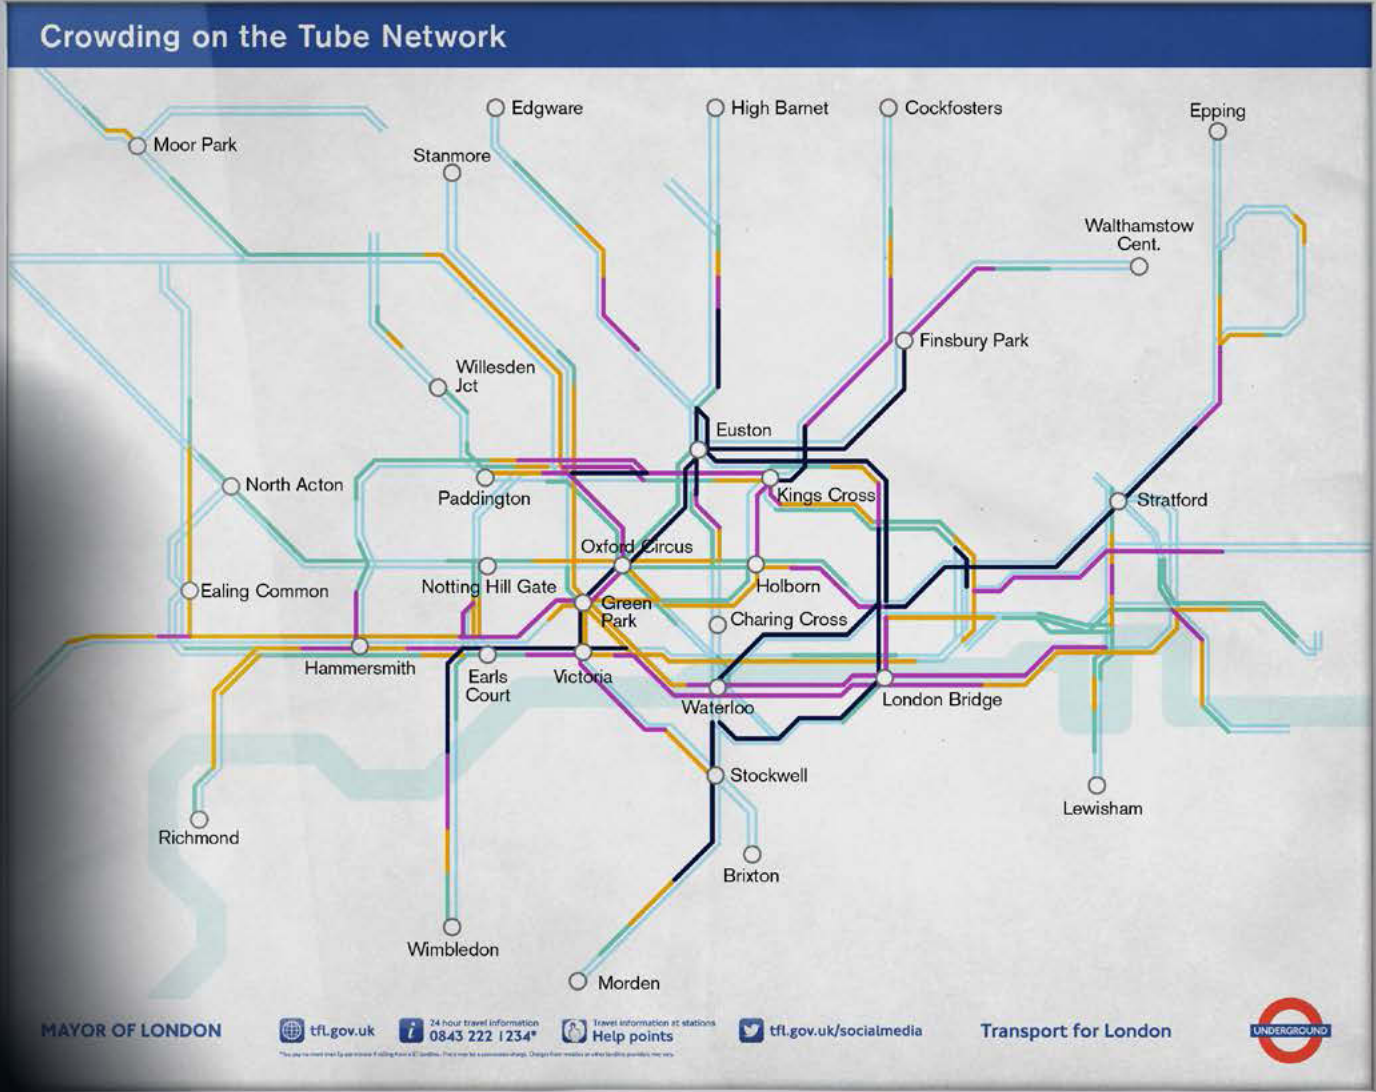 Crowding on the Tube Network
Edgware
High Barnet
Cockfosters
Epping
Moor Park
Stanmore
Walthamstow
Cent.
Finsbury Park
Willesden
Jct
Euston
North Acton
Paddington
Kings Cross
Stratford
Oxford Circus
Notting Hill Gate
Holborn
Ealing Common
Green
Park
Charing Cross
Hammersmith
Earls
Court
Victoria
Waterloo
London Bridge
Stockwell
Lewisham
Richmond
Brixton
Wimbledon
Morden
MAYOR OF LONDON
tfl.gov.uk
24 hour travel information
0843 222 1234*
Travel information at stations
Help points
tfl.gov.uk/socialmedia
Transport for London
UNDERGROUND